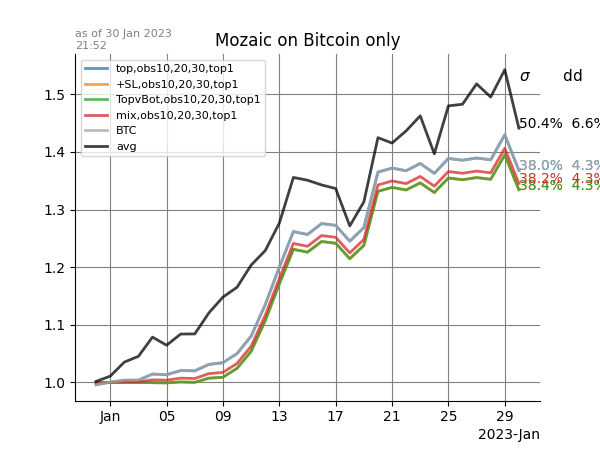 as of 30 Jan 2023
21:52
Mozaic on Bitcoin only
σ dd
top,obs10,20,30,top1
+SL,obs10,20,30,top1
TopvBot,obs10,20,30,top1
mix,obs10,20,30,top1
BTC
avg
1.5
1.4
1.3
1.2
1.1
1.0
50.4% 6.6%
38.0% 4.3%
38.2% 4.3%
38.4% 4.3%
Jan 05 09 13 17 21 25 29
2023-Jan